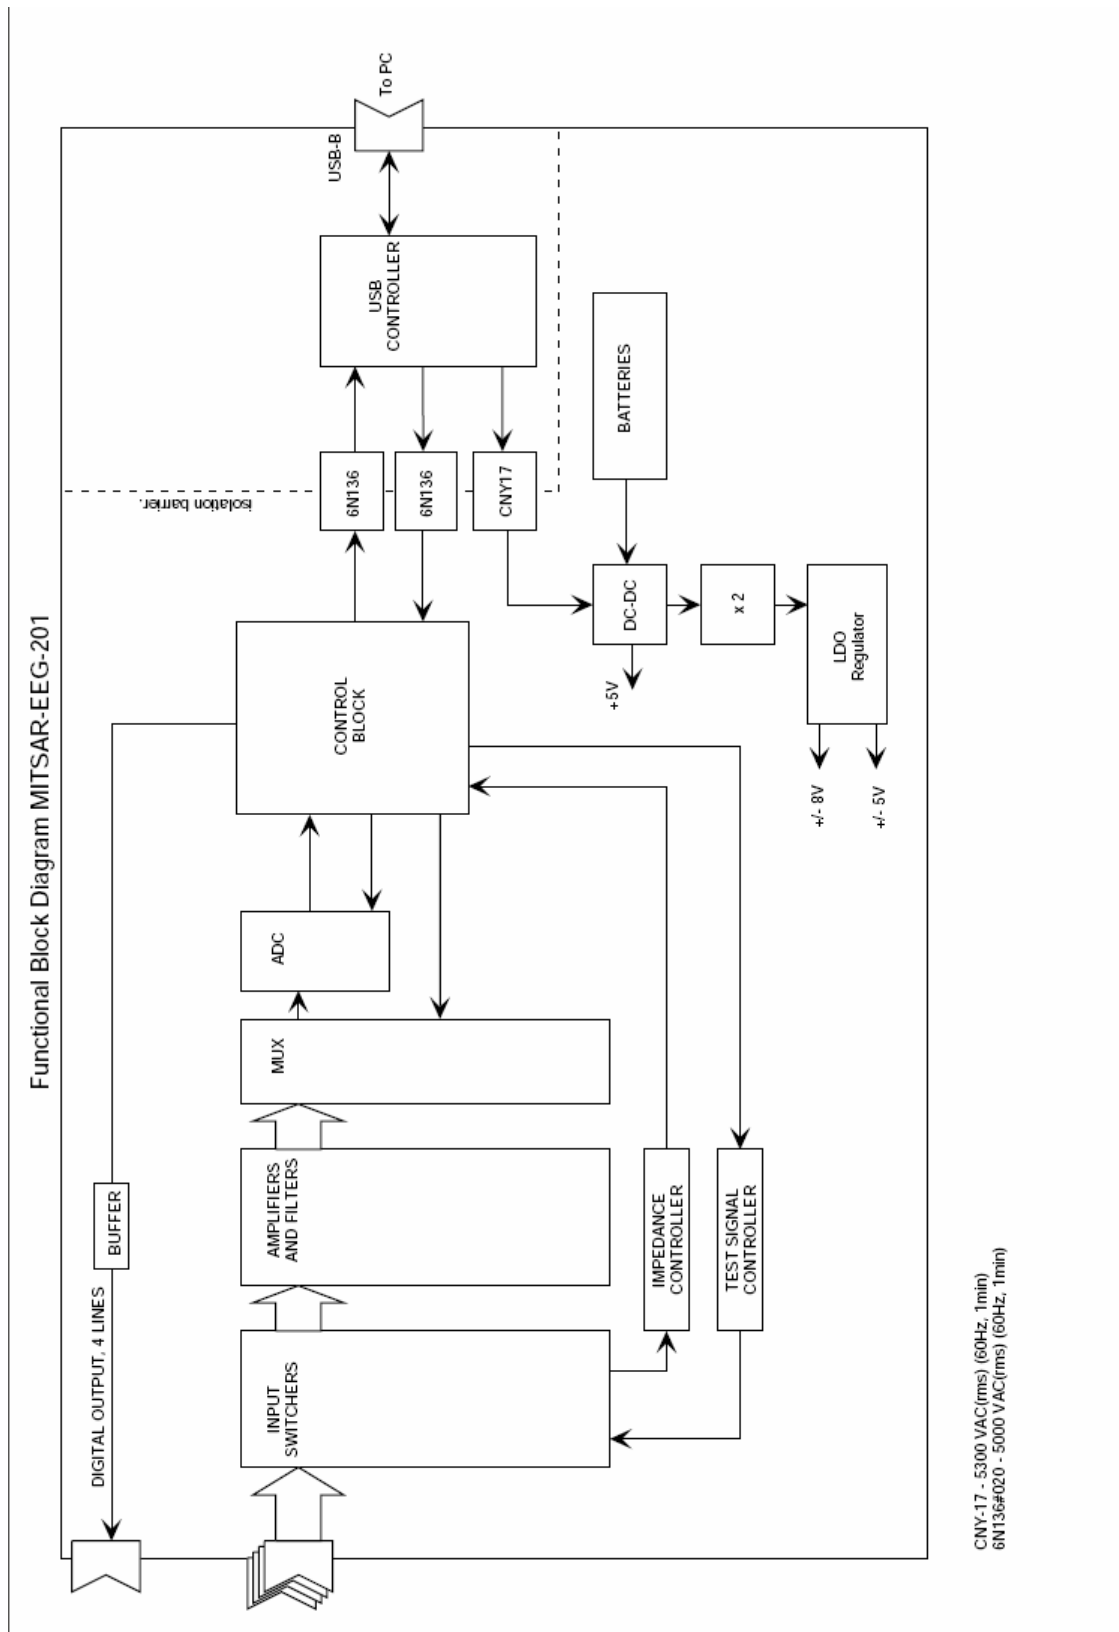 Functional Block Diagram MITSAR-EEG-201
DIGITAL OUTPUT, 4 LINES
BUFFER
INPUT
SWITCHERS
AMPLIFIERS
AND FILTERS
MUX
ADC
CONTROL
BLOCK
isolation barrier.
6N136
6N136
CNY17
USB
CONTROLLER
USB-B
To PC
IMPEDANCE
CONTROLLER
TEST SIGNAL
CONTROLLER
+5V
DC-DC
BATTERIES
x 2
LDO
Regulator
+/- 8V
+/- 5V
CNY-17 - 5300 VAC(rms) (60Hz, 1min)
6N136#020 - 5000 VAC(rms) (60Hz, 1min)